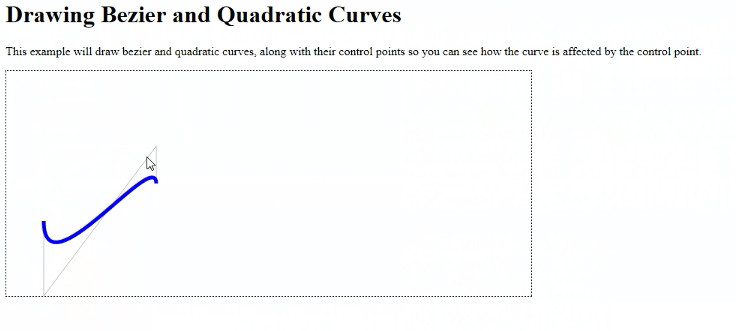 Drawing Bezier and Quadratic Curves
This example will draw bezier and quadratic curves, along with their control points so you can see how the curve is affected by the control point.